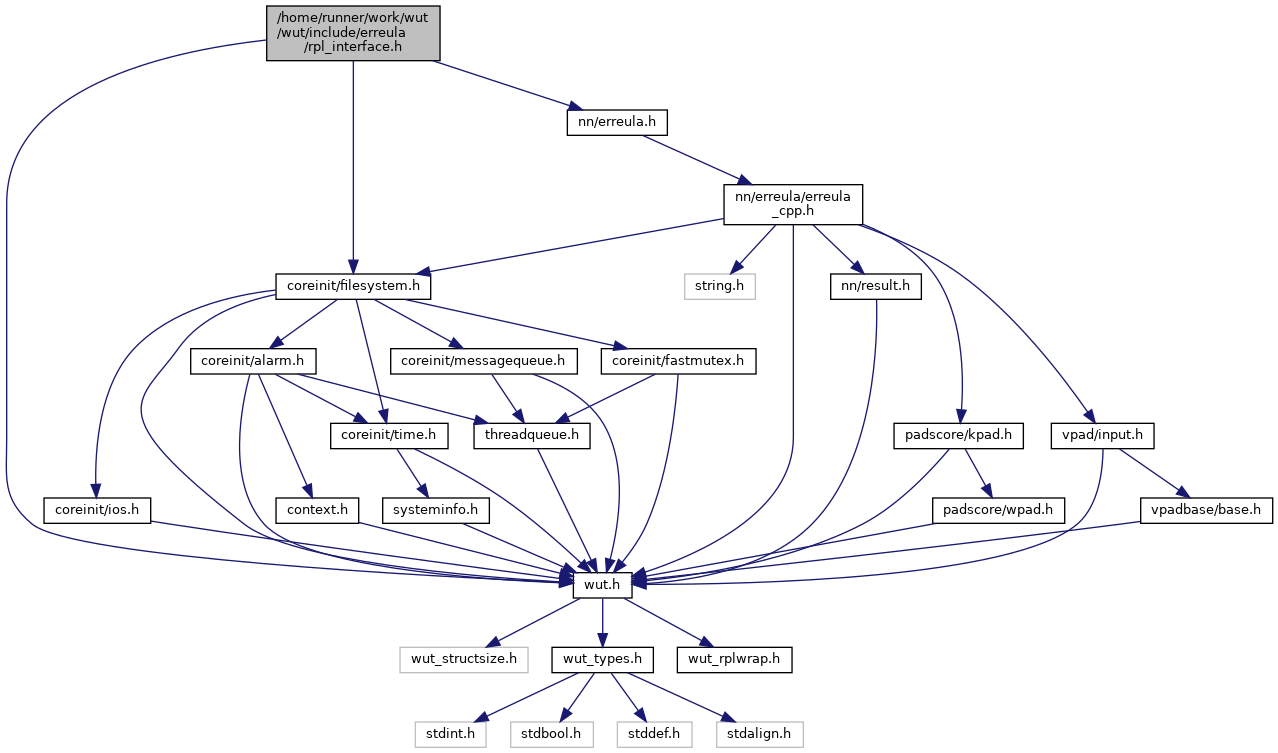 /home/runner/work/wut
/wut/include/erreula
/rpl_interface.h
nn/erreula.h
nn/erreula/erreula
_cpp.h
coreinit/filesystem.h
string.h
nn/result.h
coreinit/alarm.h
coreinit/messagequeue.h
coreinit/fastmutex.h
coreinit/time.h
threadqueue.h
padscore/kpad.h
vpad/input.h
coreinit/ios.h
context.h
systeminfo.h
padscore/wpad.h
vpadbase/base.h
wut.h
wut_structsize.h
wut_types.h
wut_rplwrap.h
stdint.h
stdbool.h
stddef.h
stdalign.h